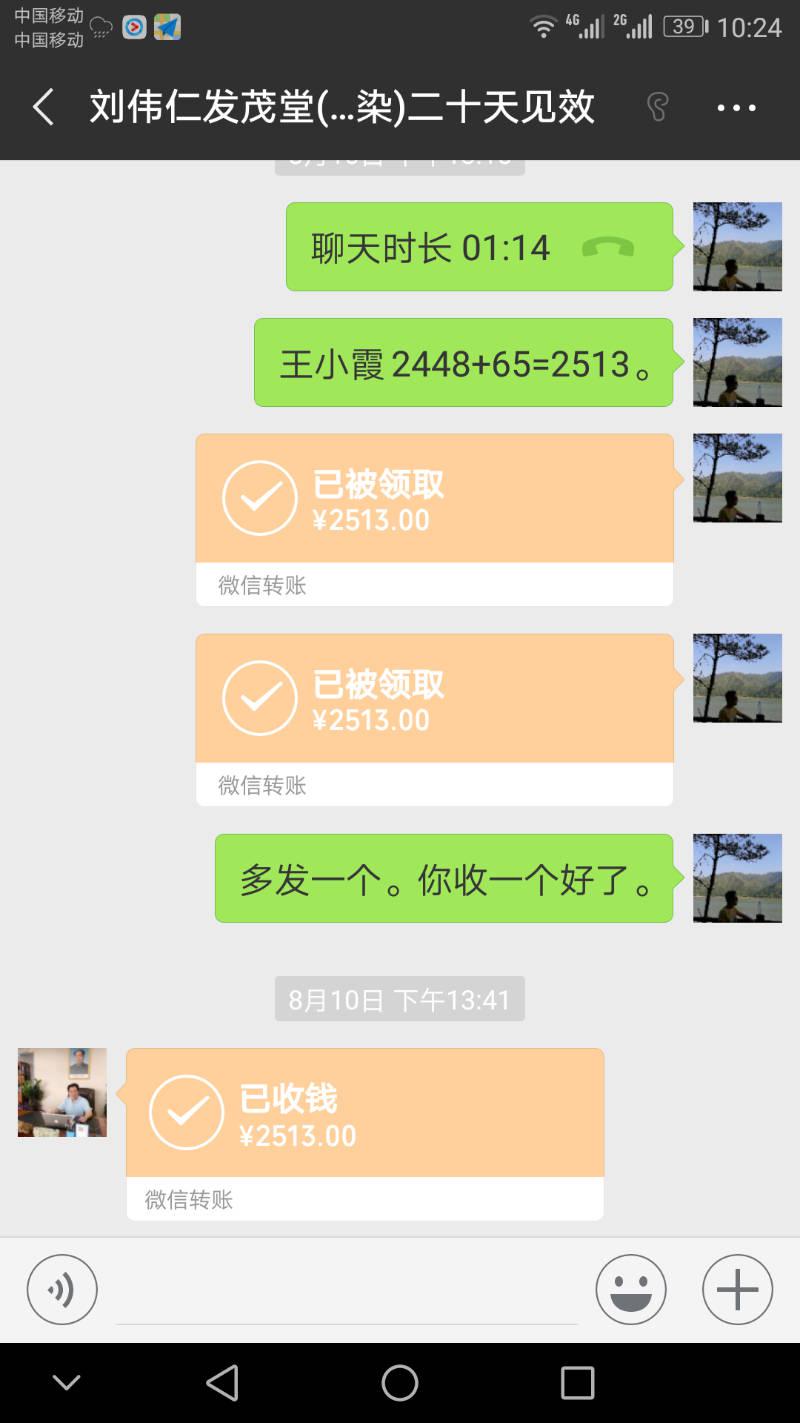 中国移动
中国移动
4G
2G
39
10:24
刘伟仁发茂堂(...染)二十天见效
聊天时长 01:14
王小霞 2448+65=2513。
已被领取
¥2513.00
微信转账
已被领取
¥2513.00
微信转账
多发一个。你收一个好了。
8月10日 下午13:41
已收钱
¥2513.00
微信转账